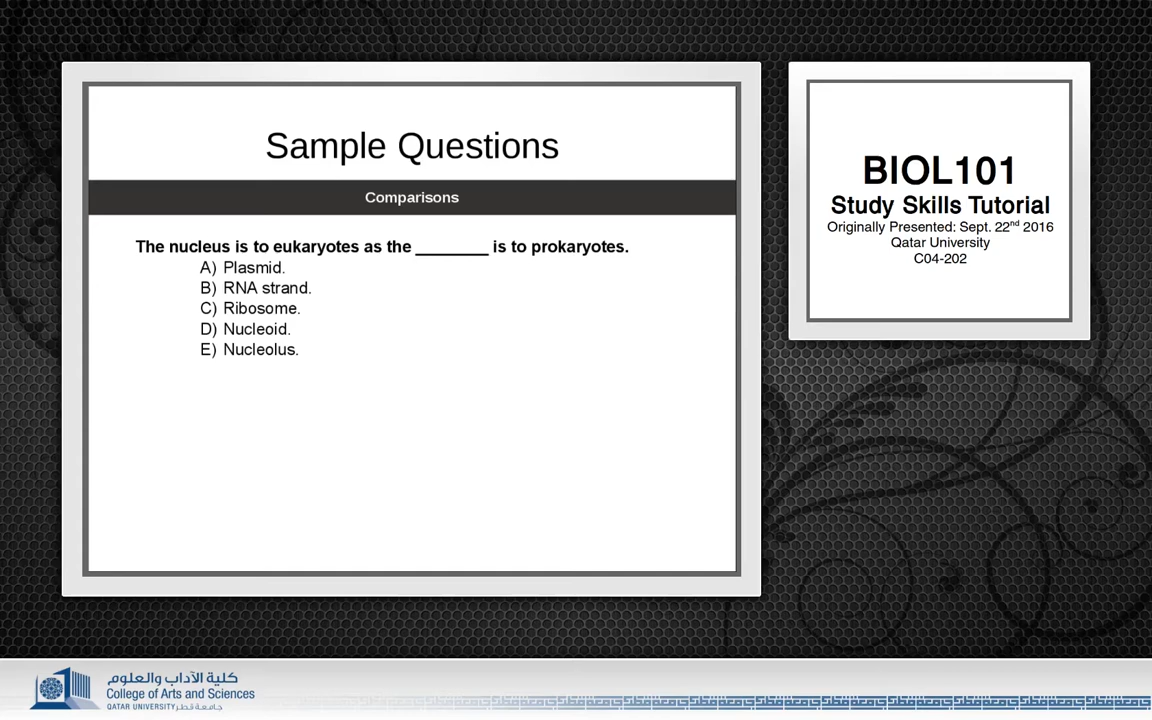 Sample Questions
Comparisons
The nucleus is to eukaryotes as the ________ is to prokaryotes.
A) Plasmid.
B) RNA strand.
C) Ribosome.
D) Nucleoid.
E) Nucleolus.
BIOL101
Study Skills Tutorial
Originally Presented: Sept. 22nd 2016
Qatar University
C04-202
كلية الآداب والعلوم
College of Arts and Sciences
QATAR UNIVERSITY جامعة قطر